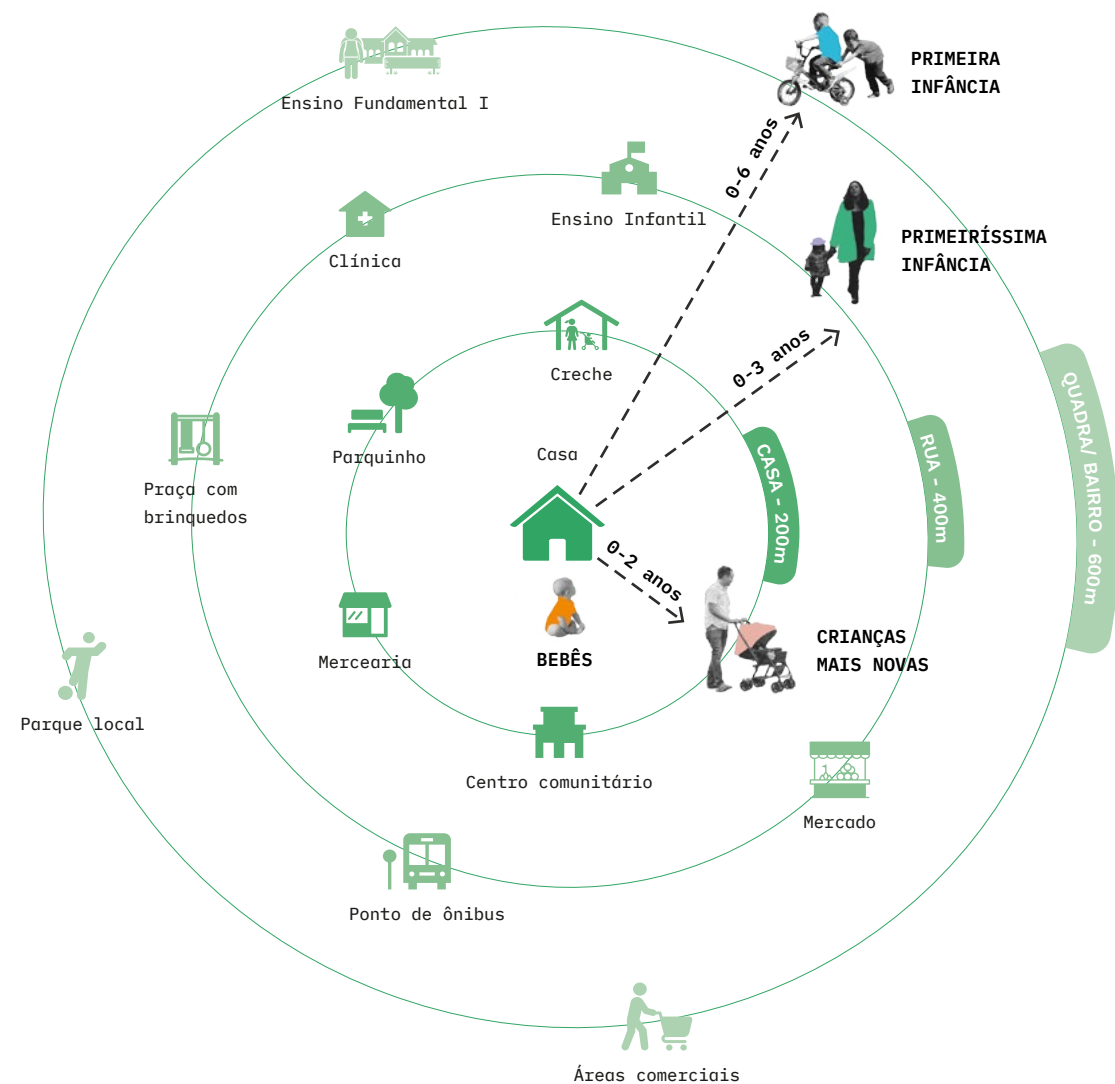 PRIMEIRA
INFÂNCIA
Ensino Fundamental I
0-6 anos
Ensino Infantil
PRIMEIRÍSSIMA
INFÂNCIA
Clínica
0-3 anos
Creche
Parquinho
Casa
CASA - 200m
RUA - 400m
QUADRA/ BAIRRO - 600m
Praça com
brinquedos
0-2 anos
CRIANÇAS
MAIS NOVAS
BEBÊS
Mercearia
Parque local
Centro comunitário
Mercado
Ponto de ônibus
Áreas comerciais